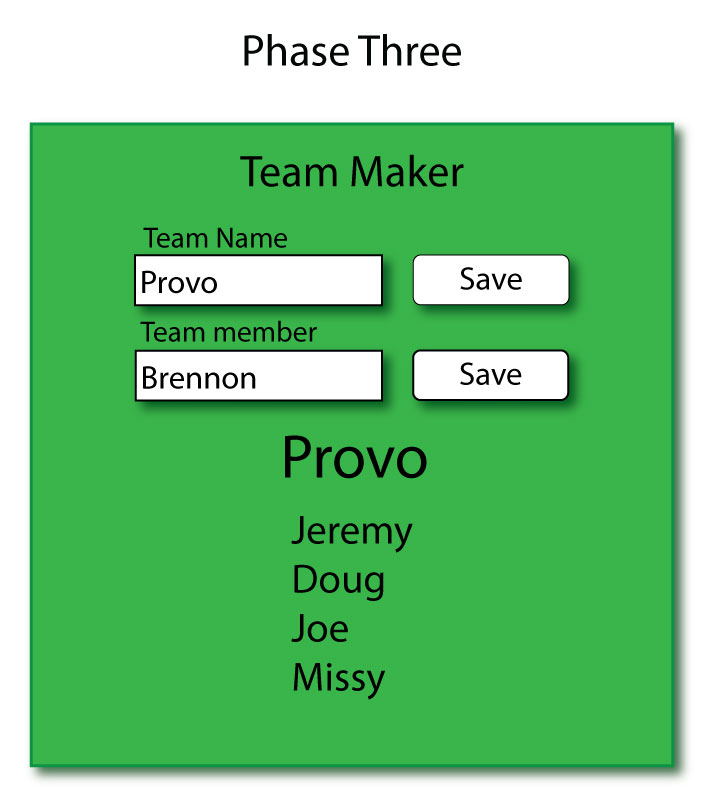 Phase Three
Team Maker
Team Name
Provo
Save
Team member
Brennon
Save
Provo
Jeremy
Doug
Joe
Missy